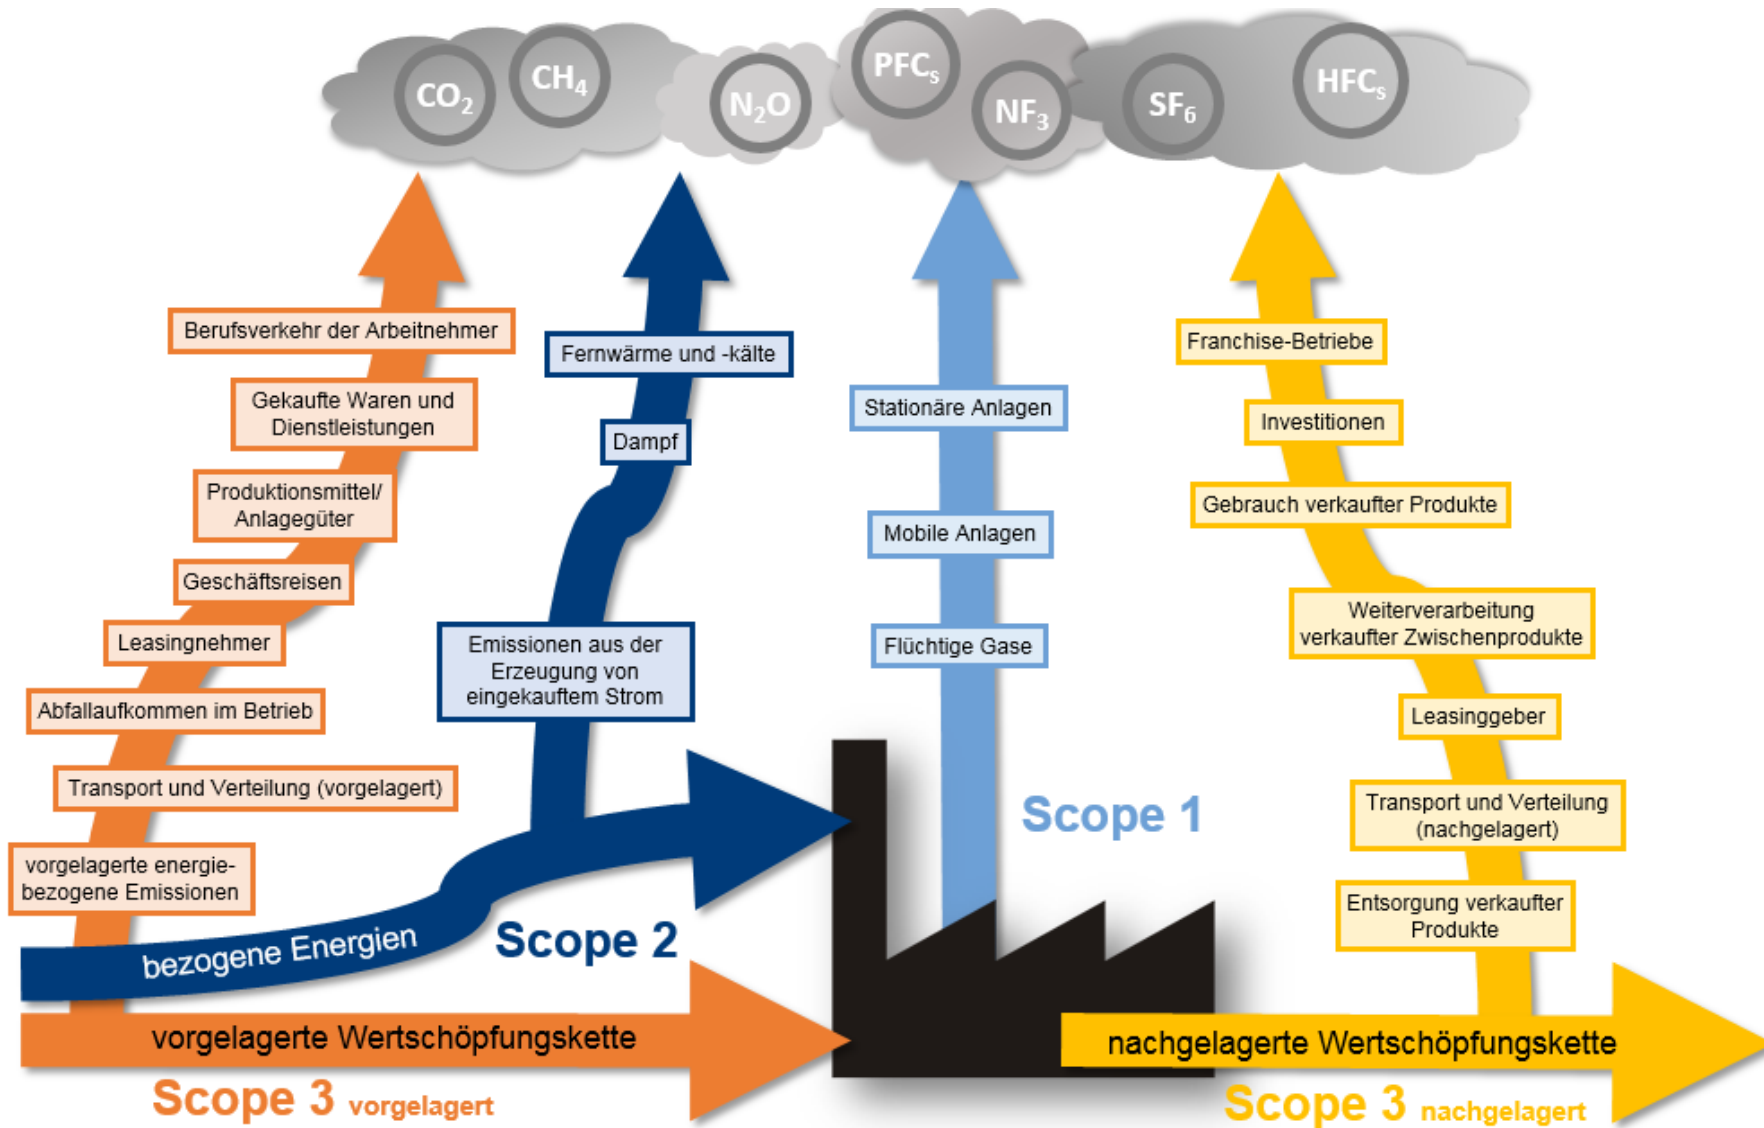 CO2
CH4
N2O
PFCs
NF3
SF6
HFCs
Berufsverkehr der Arbeitnehmer
Gekaufte Waren und
Dienstleistungen
Produktionsmittel/
Anlagegüter
Geschäftsreisen
Leasingnehmer
Abfallaufkommen im Betrieb
Transport und Verteilung (vorgelagert)
vorgelagerte energie-
bezogene Emissionen
Fernwärme und -kälte
Dampf
Emissionen aus der
Erzeugung von
eingekauftem Strom
bezogene Energien
Scope 2
Stationäre Anlagen
Mobile Anlagen
Flüchtige Gase
Scope 1
Franchise-Betriebe
Investitionen
Gebrauch verkaufter Produkte
Weiterverarbeitung
verkaufter Zwischenprodukte
Leasinggeber
Transport und Verteilung
(nachgelagert)
Entsorgung verkaufter
Produkte
vorgelagerte Wertschöpfungskette
Scope 3 vorgelagert
nachgelagerte Wertschöpfungskette
Scope 3 nachgelagert